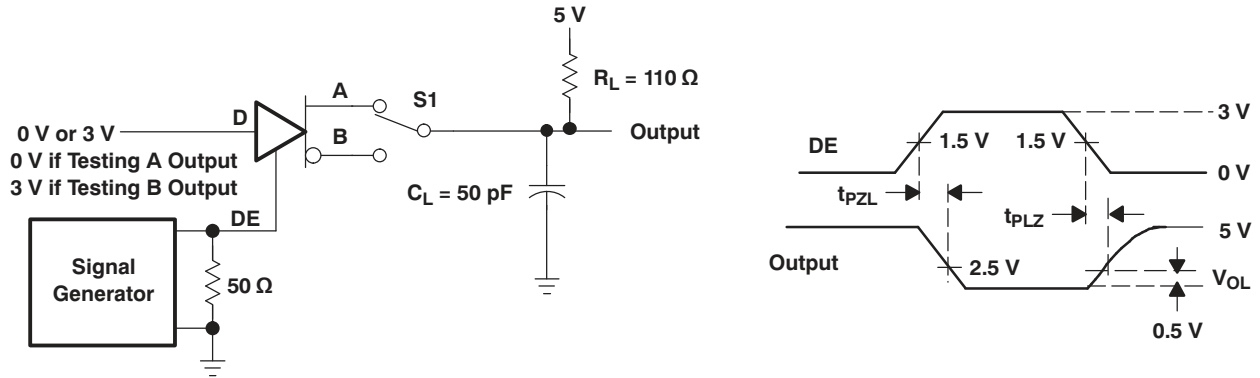 5 V
R_L = 110 Ω
A
S1
D
B
0 V or 3 V
Output
0 V if Testing A Output
3 V if Testing B Output
C_L = 50 pF
DE
Signal
Generator
50 Ω
3 V
DE
1.5 V
1.5 V
0 V
t_PZL
t_PLZ
5 V
Output
2.5 V
V_OL
0.5 V